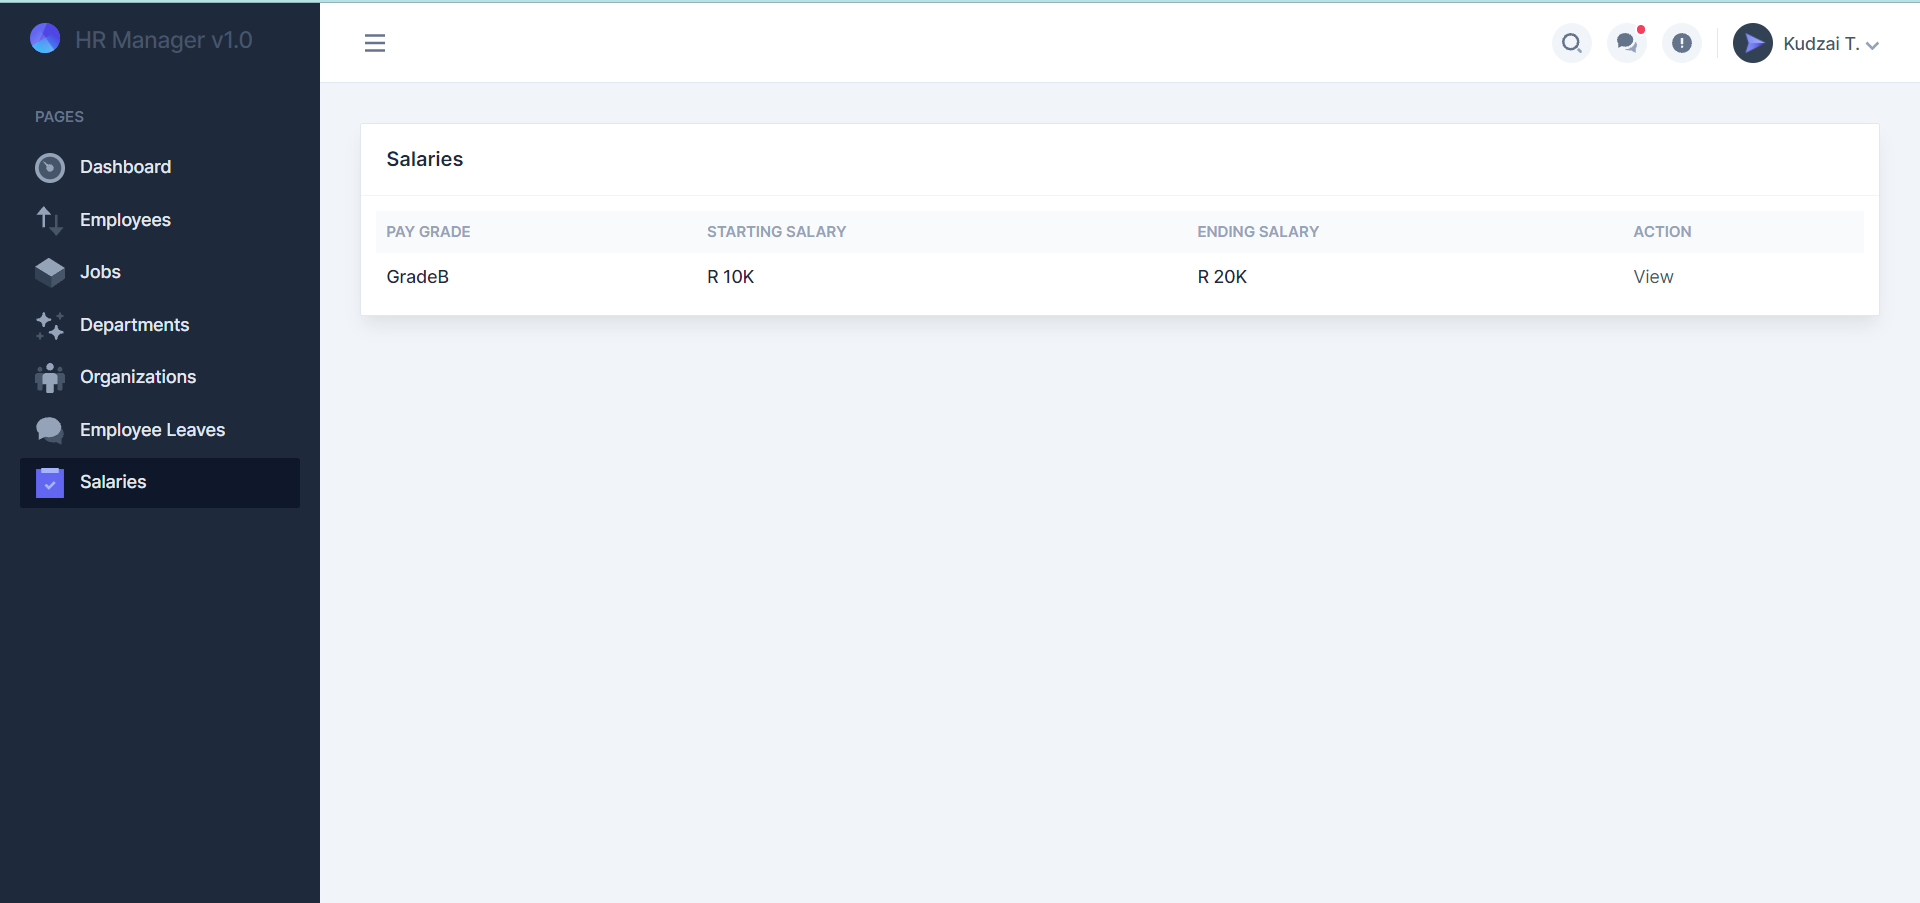 HR Manager v1.0
Kudzai T.
PAGES
Dashboard
Employees
Jobs
Departments
Organizations
Employee Leaves
Salaries
Salaries
PAY GRADE STARTING SALARY ENDING SALARY ACTION
GradeB R 10K R 20K View